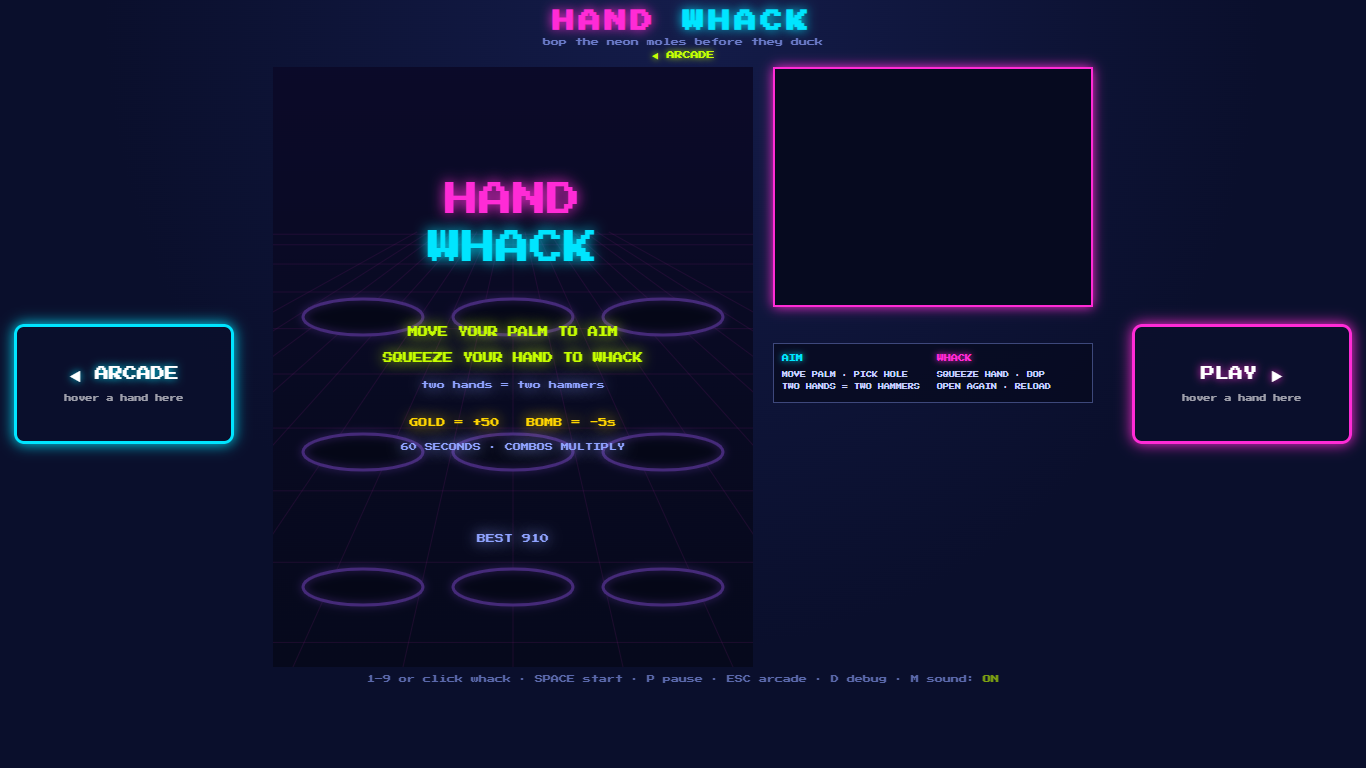 HAND WHACK
bop the neon moles before they duck
◂ ARCADE
HAND
WHACK
MOVE YOUR PALM TO AIM
SQUEEZE YOUR HAND TO WHACK
two hands = two hammers
GOLD = +50 BOMB = -5s
60 SECONDS · COMBOS MULTIPLY
BEST 910
AIM
MOVE PALM · PICK HOLE
TWO HANDS = TWO HAMMERS
WHACK
SQUEEZE HAND · BOP
OPEN AGAIN · RELOAD
◂ ARCADE
hover a hand here
PLAY ▸
hover a hand here
1-9 or click whack · SPACE start · P pause · ESC arcade · D debug · M sound: ON